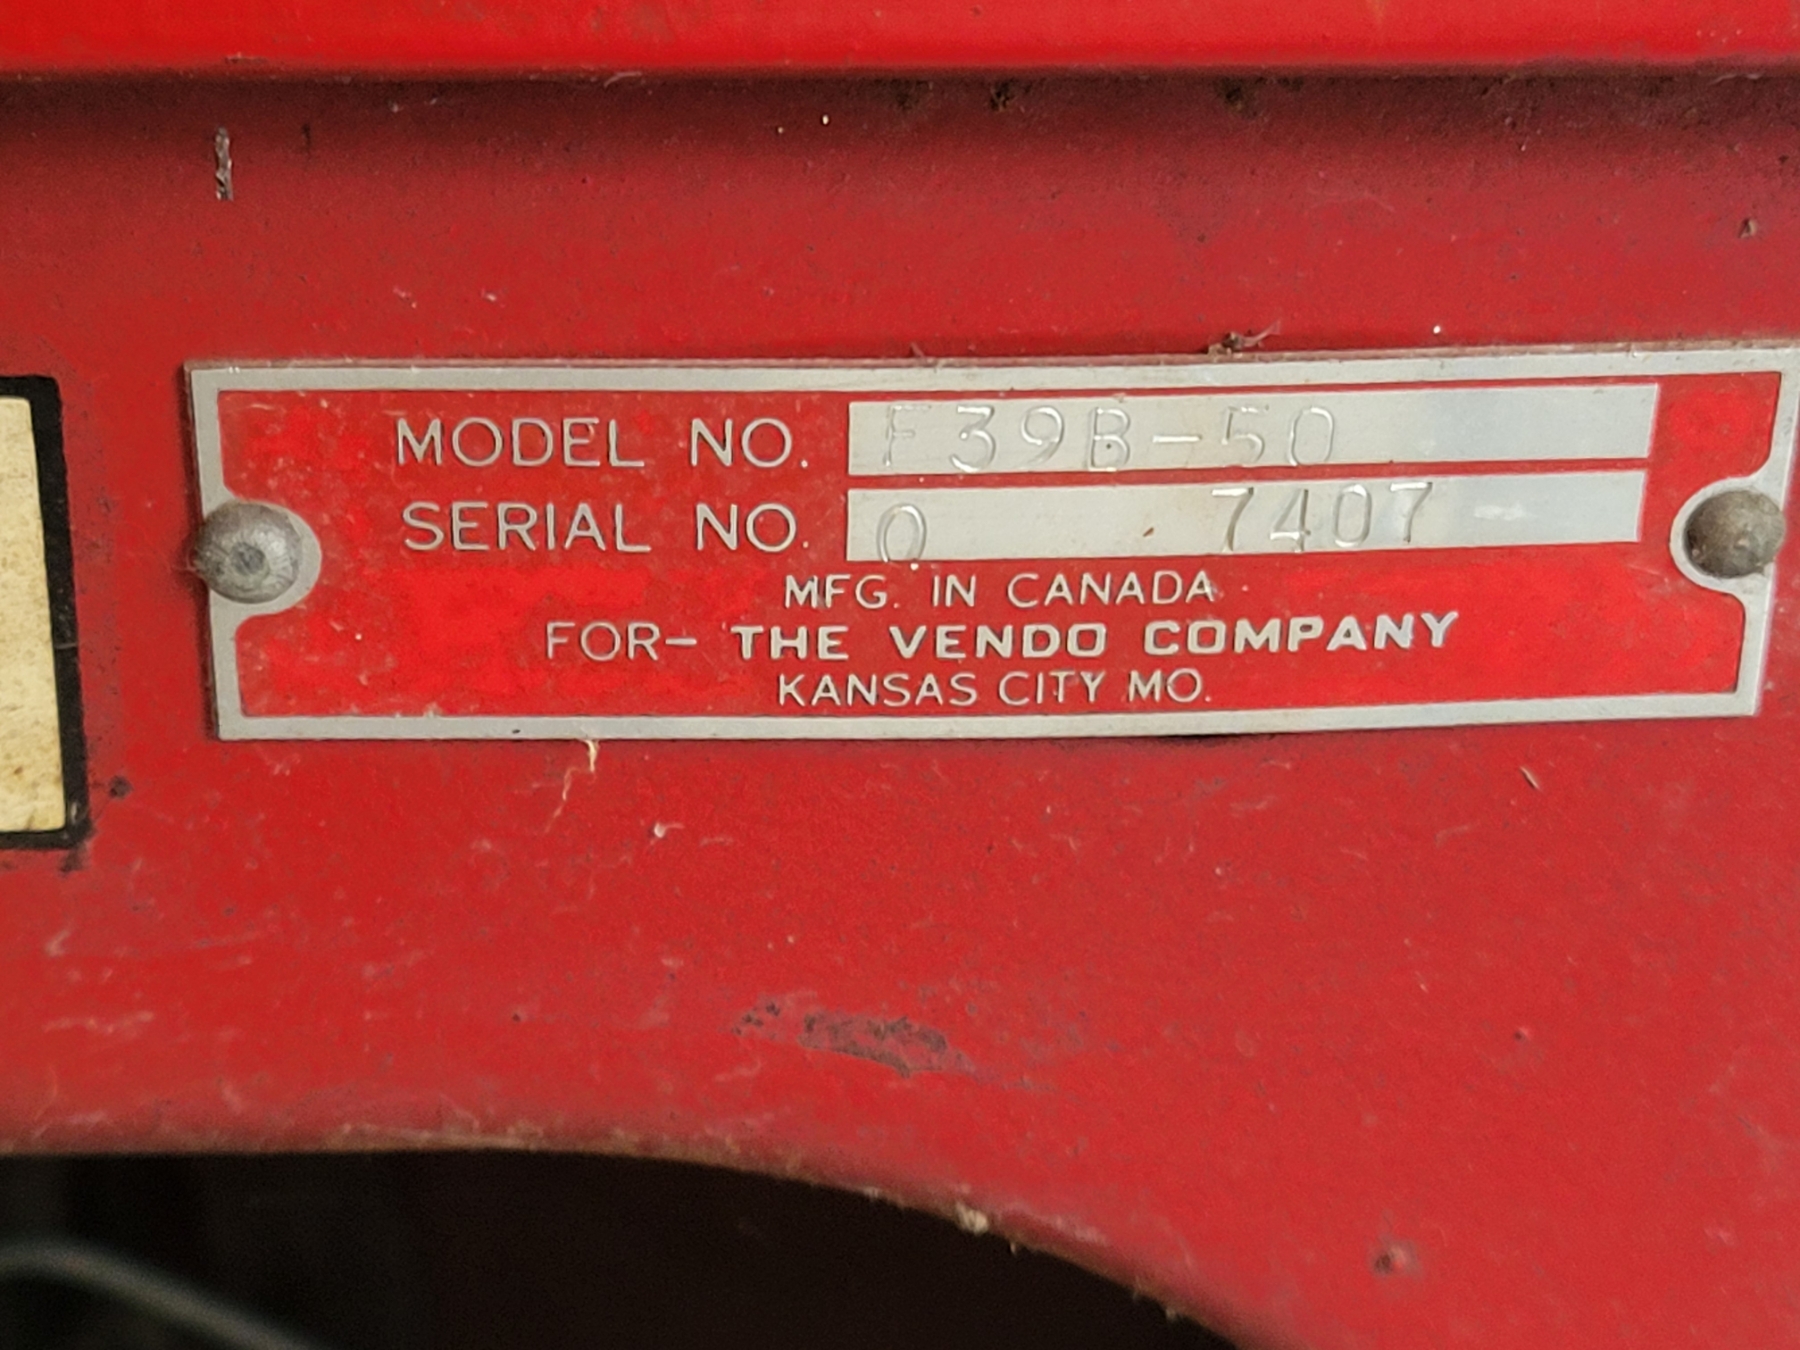 MODEL NO. F39B-50
SERIAL NO. 0 7407
MFG. IN CANADA
FOR- THE VENDO COMPANY
KANSAS CITY MO.